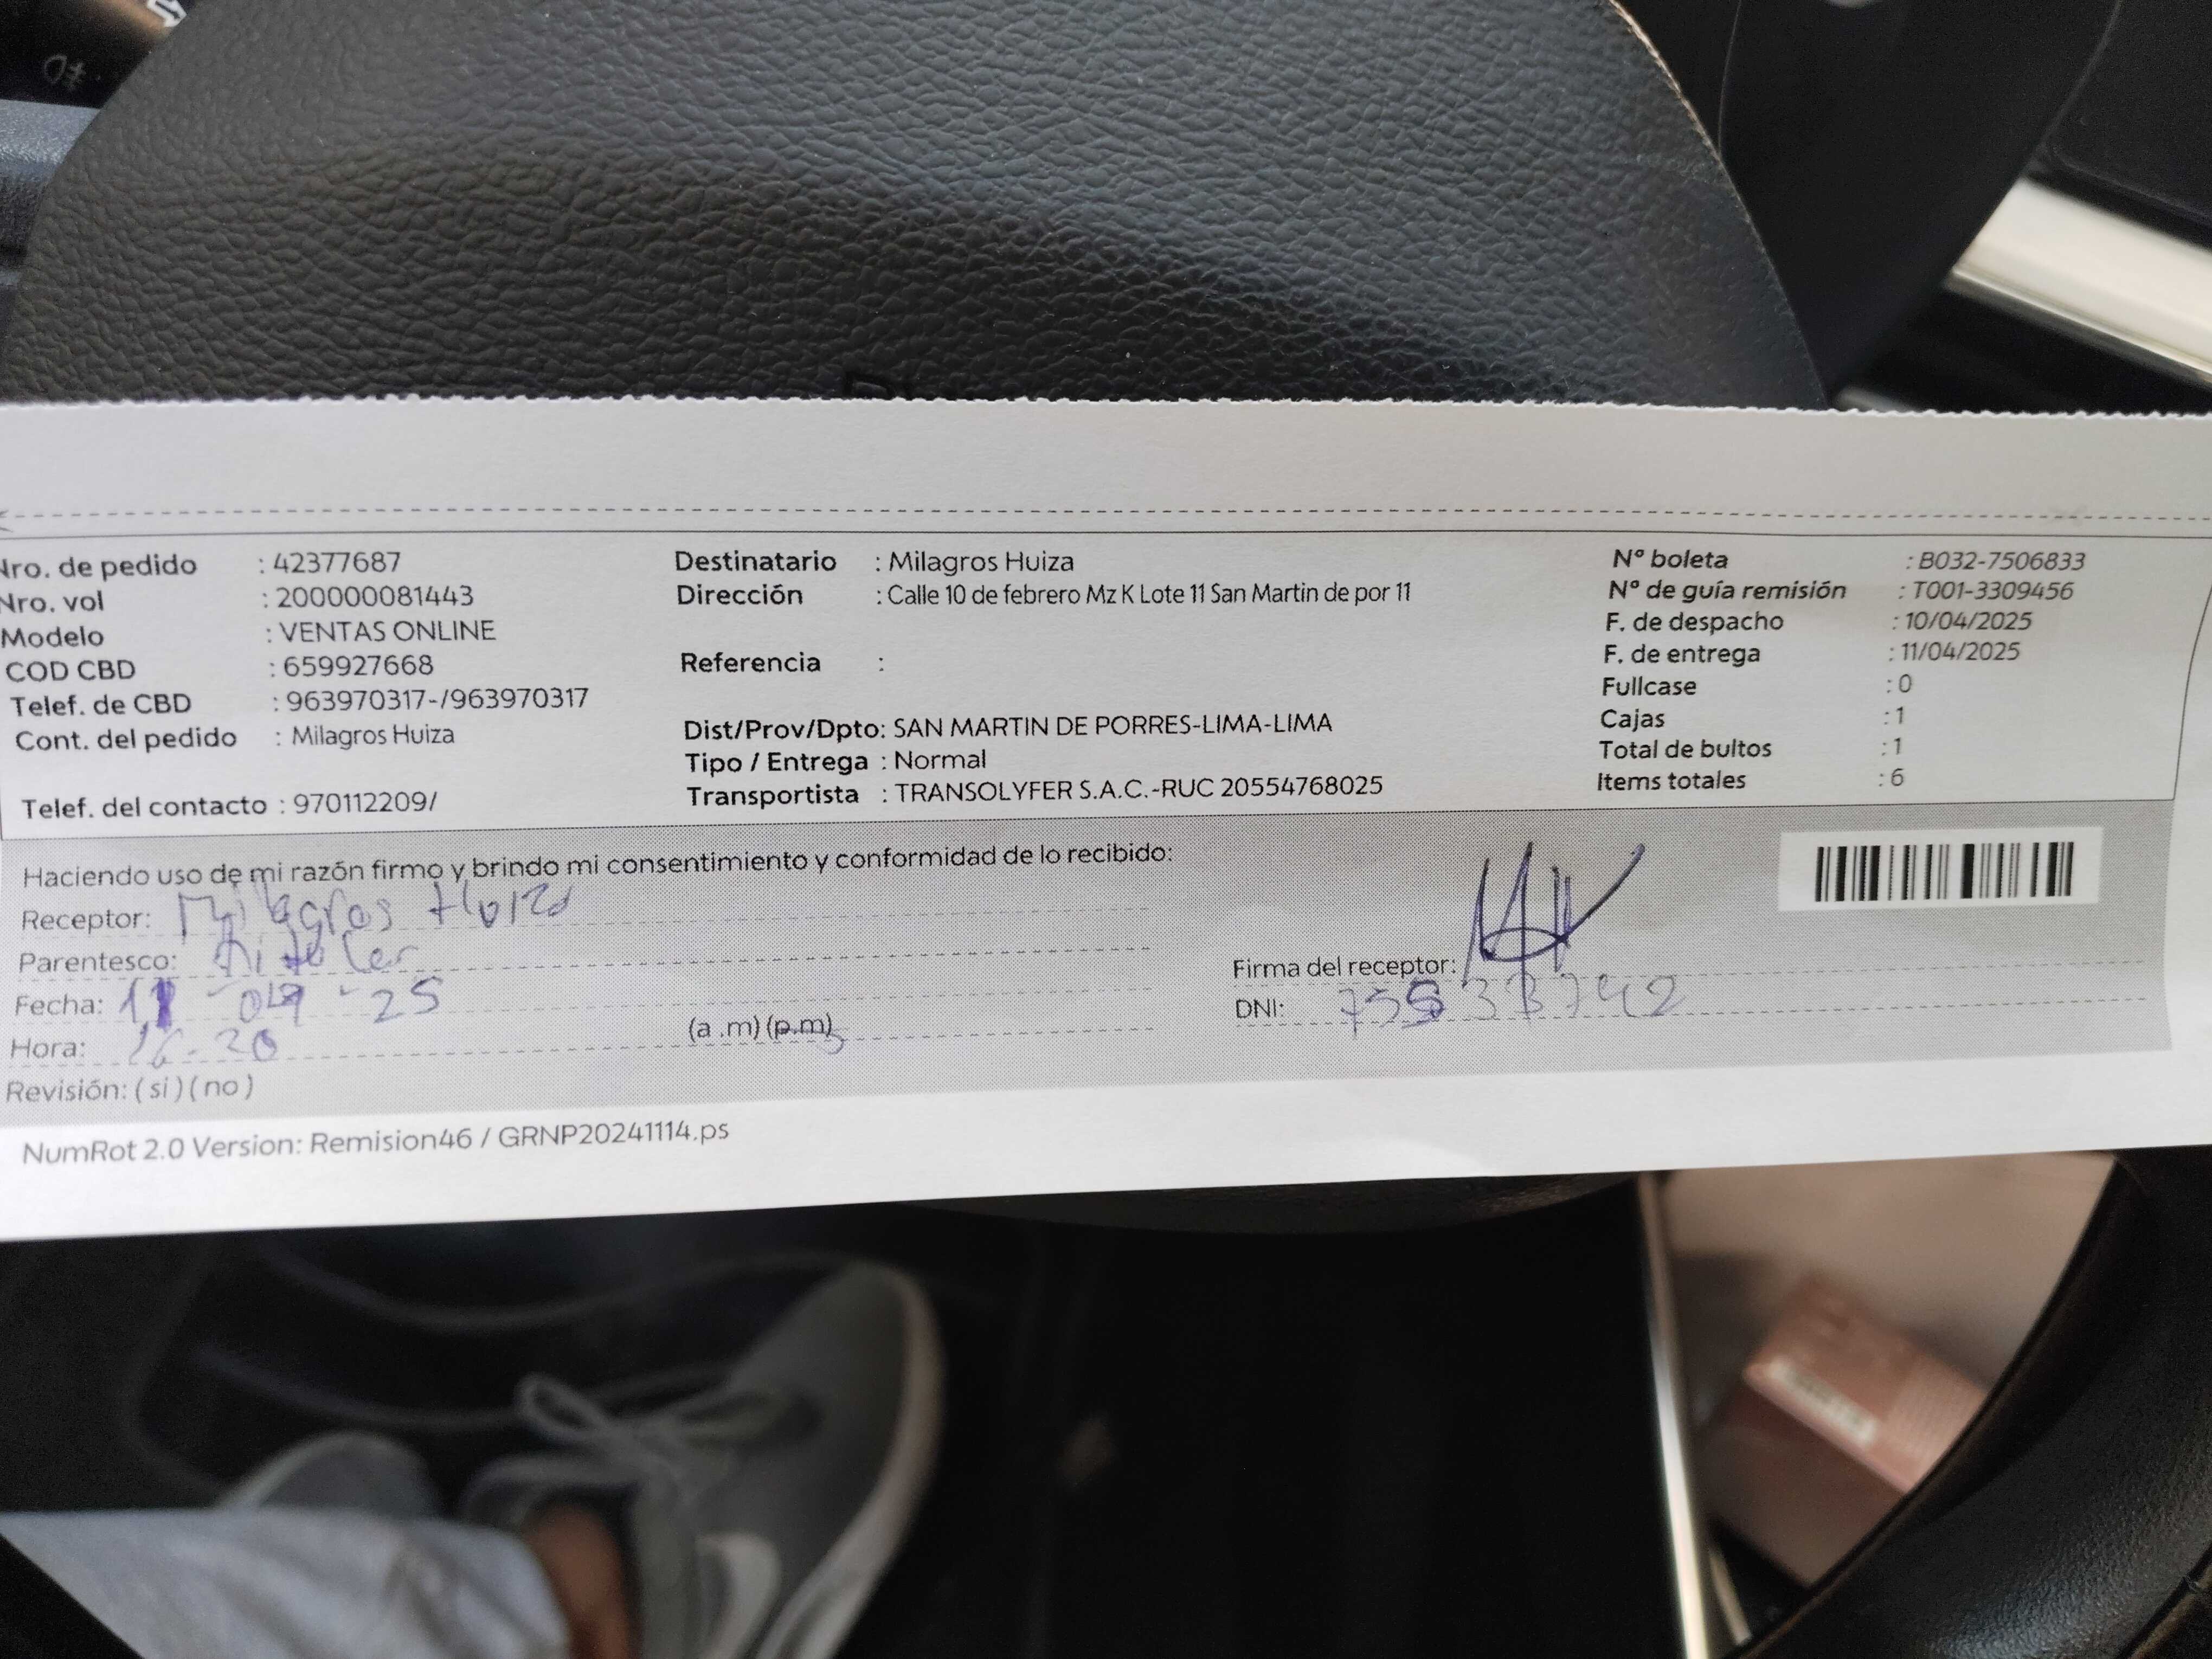 Nro. de pedido : 42377687
Nro. vol : 200000081443
Modelo : VENTAS ONLINE
COD CBD : 659927668
Telef. de CBD : 963970317-/963970317
Cont. del pedido : Milagros Huiza
Telef. del contacto : 970112209/
Destinatario : Milagros Huiza
Dirección : Calle 10 de febrero Mz K Lote 11 San Martin de por 11
Referencia :
Dist/Prov/Dpto: SAN MARTIN DE PORRES-LIMA-LIMA
Tipo / Entrega : Normal
Transportista : TRANSOLYFER S.A.C.-RUC 20554768025
Nº boleta : B032-7506833
Nº de guía remisión : T001-3309456
F. de despacho : 10/04/2025
F. de entrega : 11/04/2025
Fullcase : 0
Cajas : 1
Total de bultos : 1
Items totales : 6
Haciendo uso de mi razón firmo y brindo mi consentimiento y conformidad de lo recibido:
Receptor: Milagros Huiza
Parentesco:
Fecha: 11-04-25
Hora: (a .m) (p.m)
Revisión: ( si ) ( no )
Firma del receptor:
DNI: 75533742
NumRot 2.0 Version: Remision46 / GRNP20241114.ps